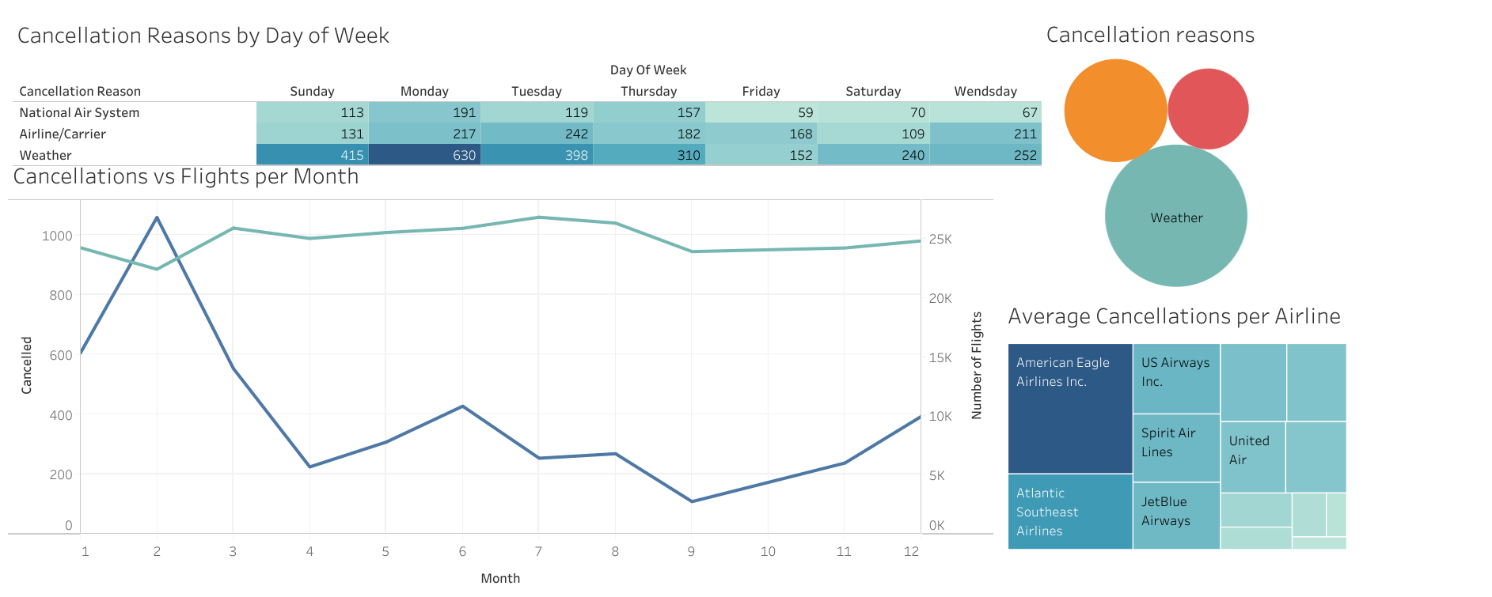 Cancellation Reasons by Day of Week
Day Of Week
Cancellation Reason Sunday Monday Tuesday Thursday Friday Saturday Wendsday
National Air System 113 191 119 157 59 70 67
Airline/Carrier 131 217 242 182 168 109 211
Weather 415 630 398 310 152 240 252
Cancellations vs Flights per Month
Cancelled
1000
800
600
400
200
0
25K
20K
15K
10K
5K
0K
Number of Flights
1 2 3 4 5 6 7 8 9 10 11 12
Month
Cancellation reasons
Weather
Average Cancellations per Airline
American Eagle
Airlines Inc.
Atlantic
Southeast
Airlines
US Airways
Inc.
Spirit Air
Lines
JetBlue
Airways
United
Air